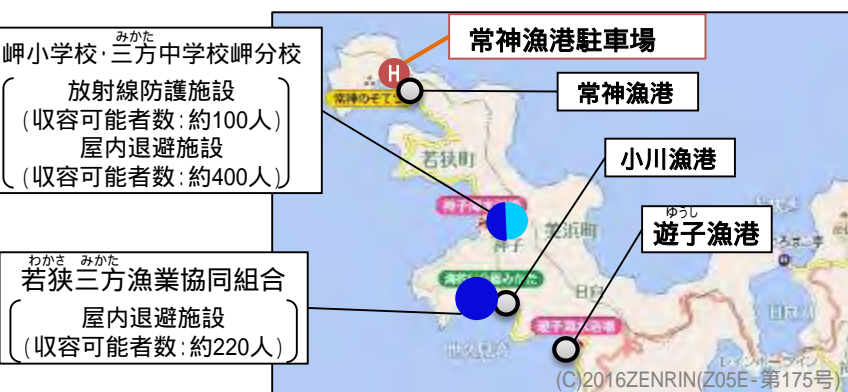 みかた
岬小学校・三方中学校岬分校
放射線防護施設
(収容可能者数:約100人)
屋内退避施設
(収容可能者数:約400人)
わかさ みかた
若狭三方漁業協同組合
屋内退避施設
(収容可能者数:約220人)
常神漁港駐車場
H
常神漁港
若狭町
小川漁港
ゆうし
遊子漁港
神子
美浜町
日向
(C)2016ZENRIN(Z05E-第175号)